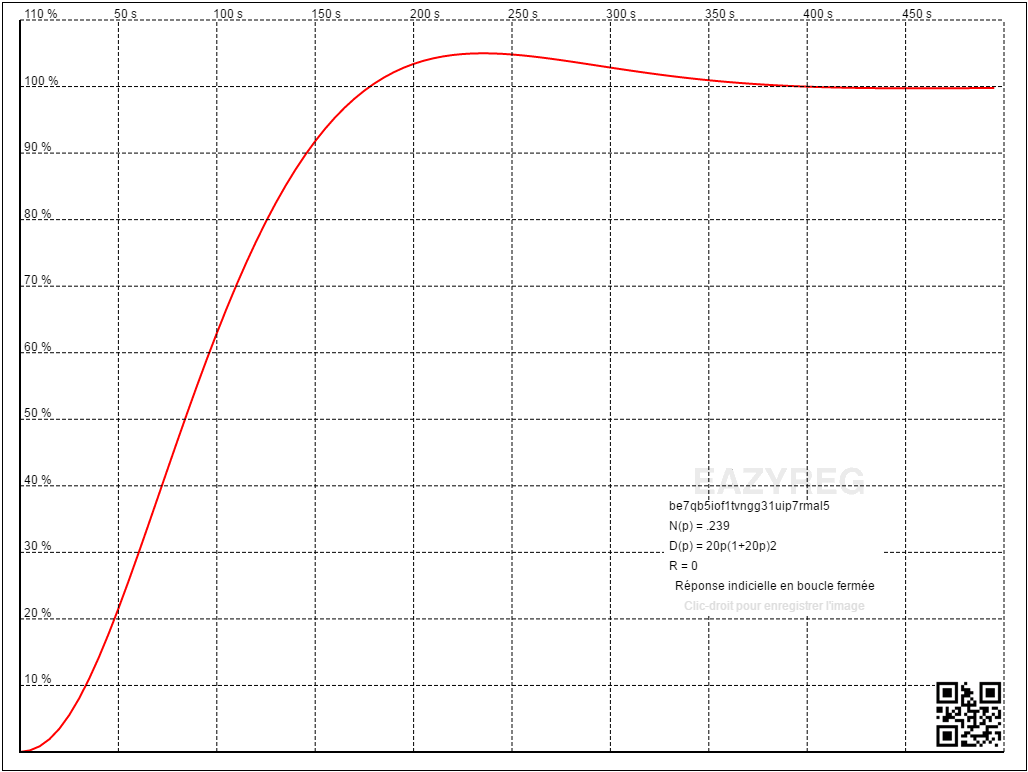 110 % 50 s 100 s 150 s 200 s 250 s 300 s 350 s 400 s 450 s
100 %
90 %
80 %
70 %
60 %
50 %
40 %
30 %
20 %
10 %
EAZYREG
be7qb5iof1tvngg31uip7rmal5
N(p) = .239
D(p) = 20p(1+20p)2
R = 0
Réponse indicielle en boucle fermée
Clic-droit pour enregistrer l'image